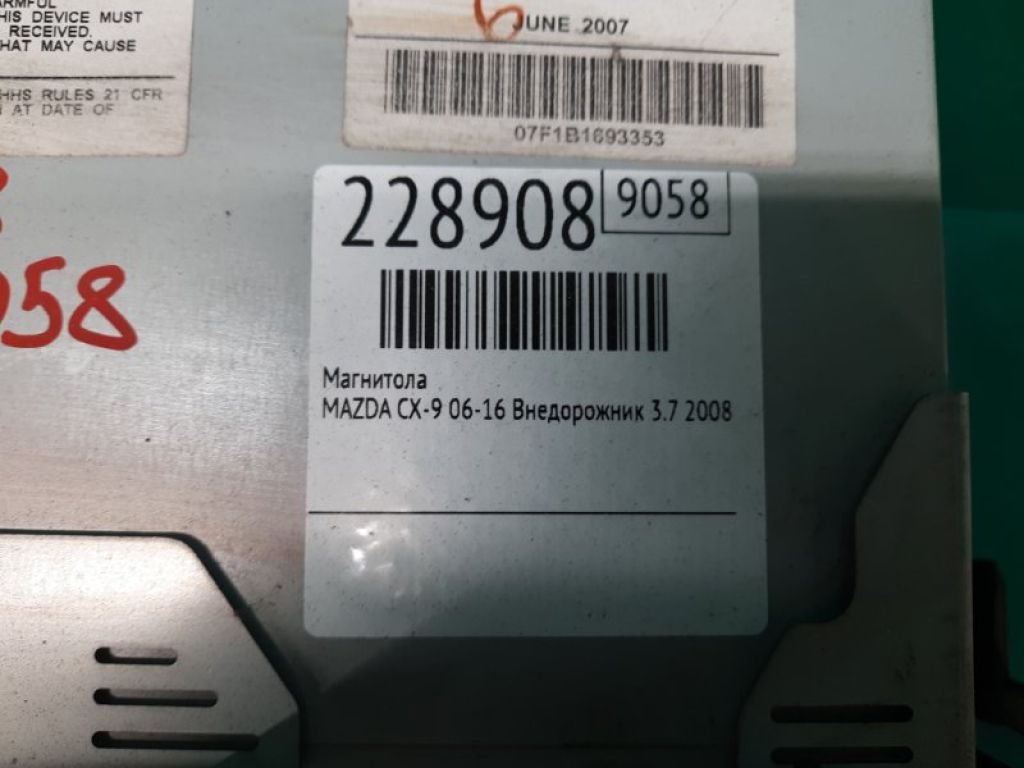 HIS DEVICE MUST
RECEIVED.
HAT MAY CAUSE
HHS RULES 21 CFR
AT DATE OF
6
JUNE 2007
07F1B1693353
228908
9058
058
Магнитола
MAZDA CX-9 06-16 Внедорожник 3.7 2008